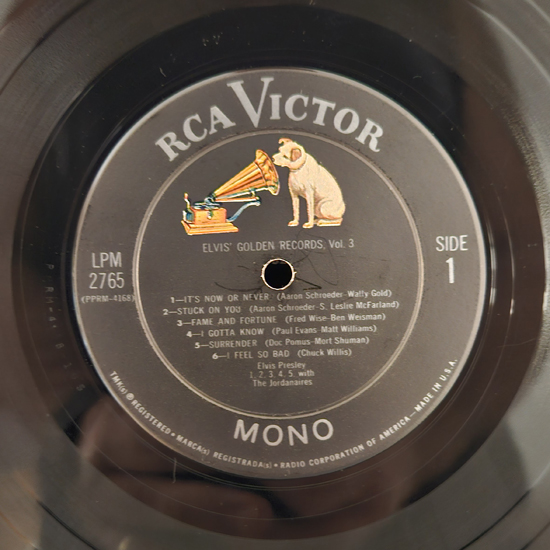 RCA VICTOR
ELVIS' GOLDEN RECORDS, Vol. 3
LPM
2765
(PPRM-4168)
SIDE
1
1—IT'S NOW OR NEVER (Aaron Schroeder-Wally Gold)
2—STUCK ON YOU (Aaron Schroeder-S. Leslie McFarland)
3—FAME AND FORTUNE (Fred Wise-Ben Weisman)
4—I GOTTA KNOW (Paul Evans-Matt Williams)
5—SURRENDER (Doc Pomus-Mort Shuman)
6—I FEEL SO BAD (Chuck Willis)
Elvis Presley
1, 2, 3, 4, 5, with
The Jordanaires
MONO
TMK(s) ® REGISTERED • MARCA(s) REGISTRADA(s) • RADIO CORPORATION OF AMERICA—MADE IN U.S.A.